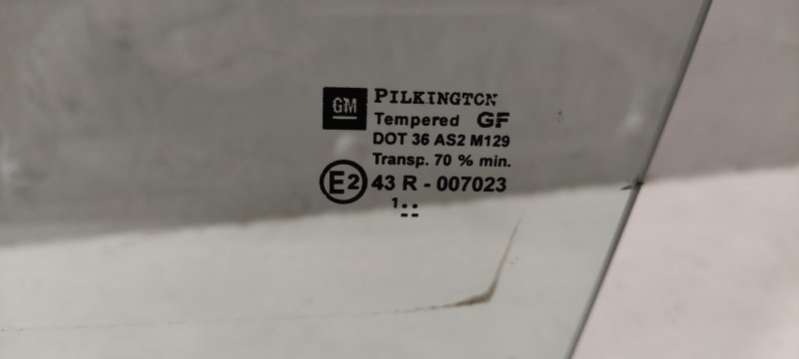 GM PILKINGTON
Tempered GF
DOT 36 AS2 M129
Transp. 70 % min.
E2 43 R - 007023
1::